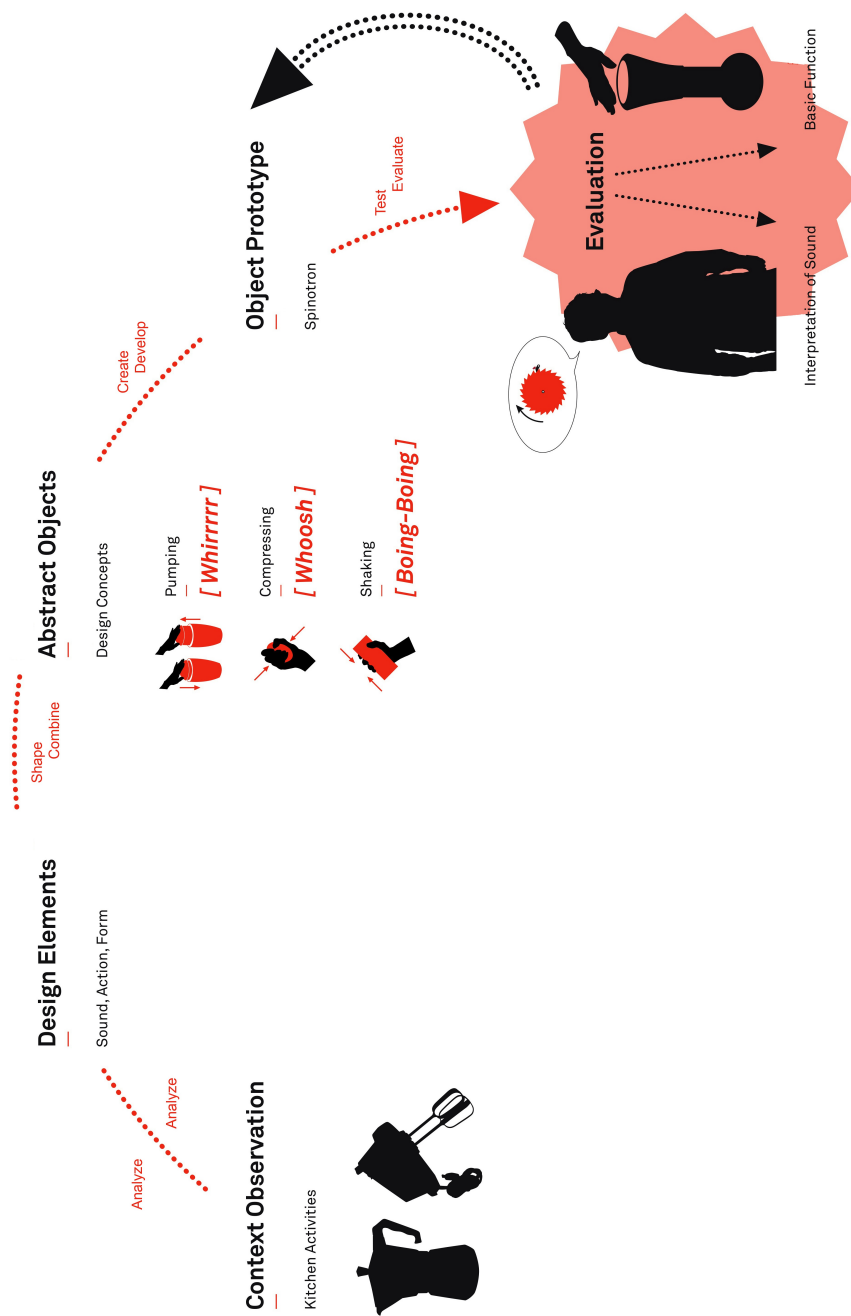 Context Observation
Kitchen Activities
Analyze
Analyze
Design Elements
Sound, Action, Form
Shape
Combine
Abstract Objects
Design Concepts
Pumping
[ Whirrrrr ]
Compressing
[ Whoosh ]
Shaking
[ Boing-Boing ]
Create
Develop
Object Prototype
Spinotron
Test
Evaluate
Evaluation
Interpretation of Sound
Basic Function